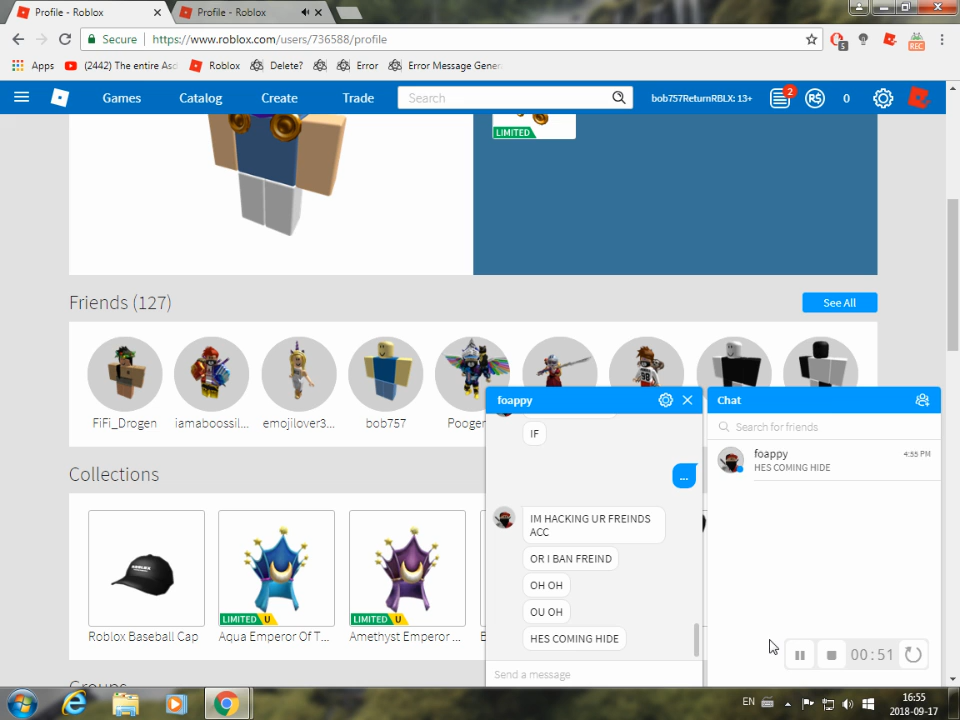 Profile - Roblox
Profile - Roblox
Secure
https://www.roblox.com/users/736588/profile
5
REC
Apps
(2442) The entire Asc
Roblox
Delete?
Error
Error Message Gener
Games
Catalog
Create
Trade
Search
bob757ReturnRBLX: 13+
2
R$
0
LIMITED
Friends (127)
See All
FiFi_Drogen
iamaboossil...
emojilover3...
bob757
Pooger
foappy
IF
...
IM HACKING UR FREINDS
ACC
OR I BAN FREIND
OH OH
OU OH
HES COMING HIDE
Send a message
Chat
Search for friends
foappy
4:55 PM
HES COMING HIDE
Collections
ROBLOX
LIMITED U
LIMITED U
Roblox Baseball Cap
Aqua Emperor Of T...
Amethyst Emperor ...
Groups
00:51
EN
16:55
2018-09-17